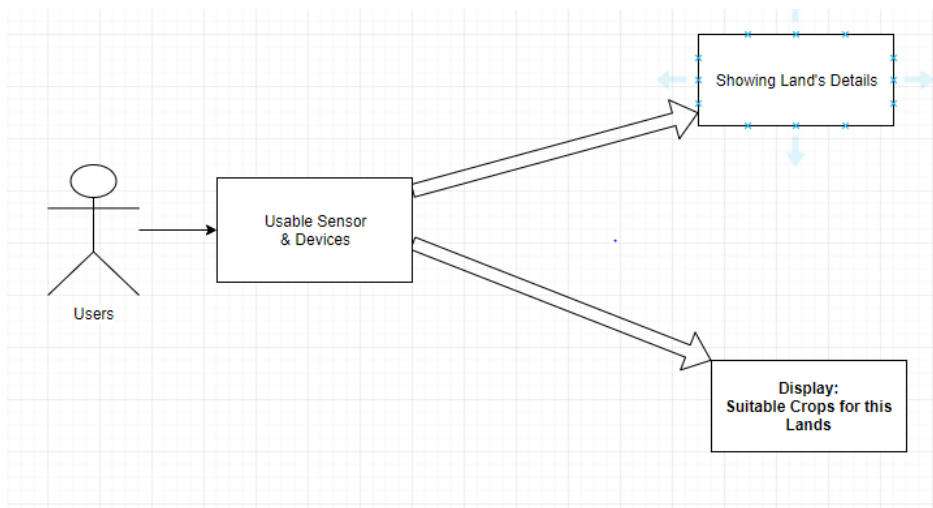 Showing Land's Details
Usable Sensor
& Devices
Users
Display:
Suitable Crops for this
Lands